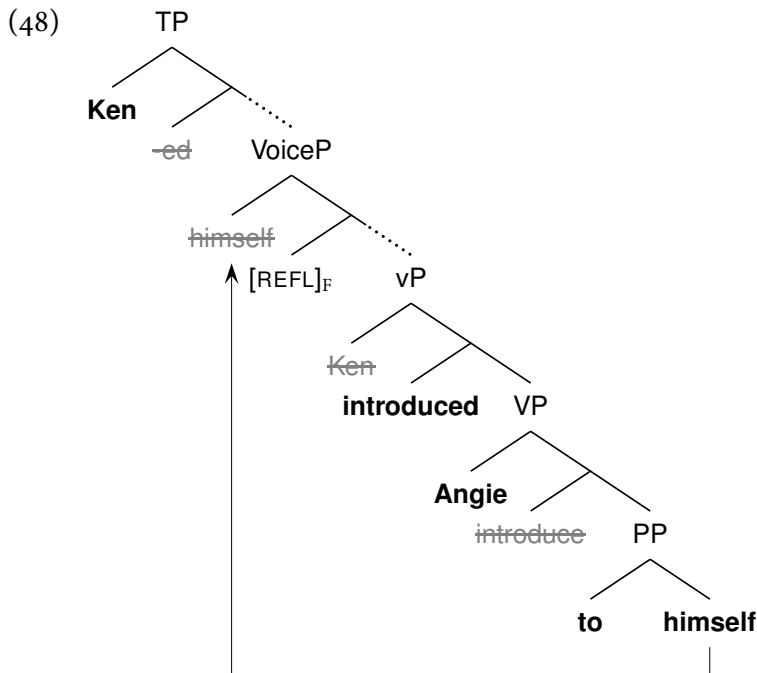 (48) TP
Ken
-ed VoiceP
himself
[REFL]F vP
Ken
introduced VP
Angie
introduce PP
to himself